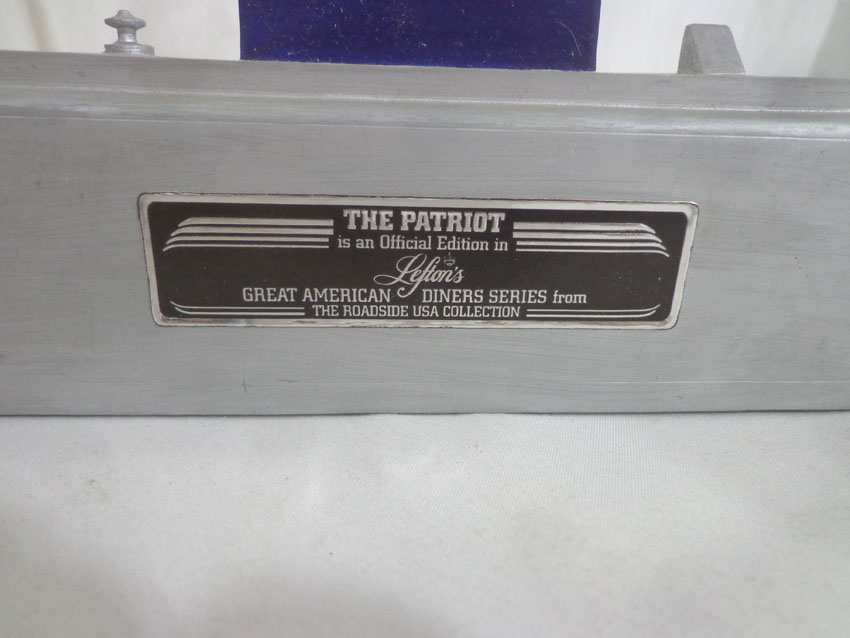 THE PATRIOT
is an Official Edition in
Lefton's
GREAT AMERICAN DINERS SERIES from
THE ROADSIDE USA COLLECTION